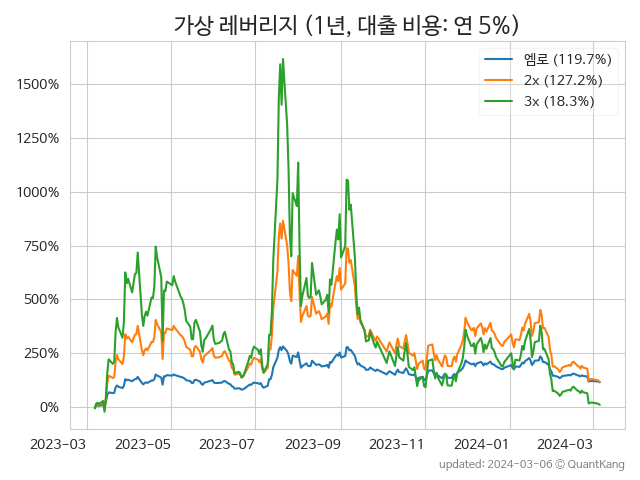 가상 레버리지 (1년, 대출 비용: 연 5%)
엠로 (119.7%)
2x (127.2%)
3x (18.3%)
1500%
1250%
1000%
750%
500%
250%
0%
2023-03 2023-05 2023-07 2023-09 2023-11 2024-01 2024-03
updated: 2024-03-06 © QuantKang